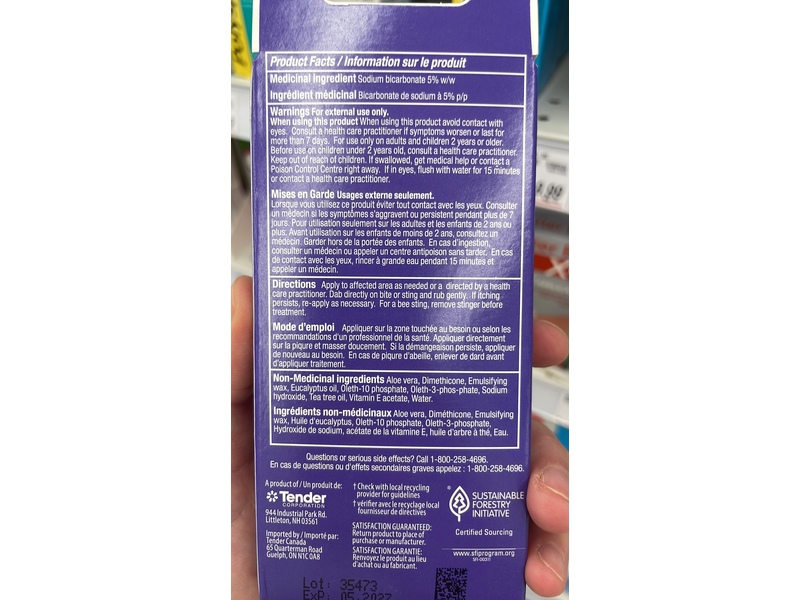 Product Facts / Information sur le produit
Medicinal Ingredient Sodium bicarbonate 5% w/w
Ingrédient médicinal Bicarbonate de sodium à 5% p/p
Warnings For external use only.
When using this product When using this product avoid contact with
eyes. Consult a health care practitioner if symptoms worsen or last for
more than 7 days. For use only on adults and children 2 years or older.
Before use on children under 2 years old, consult a health care practitioner.
Keep out of reach of children. If swallowed, get medical help or contact a
Poison Control Centre right away. If in eyes, flush with water for 15 minutes
or contact a health care practitioner.
Mises en Garde Usages externe seulement.
Lorsque vous utilisez ce produit éviter tout contact avec les yeux. Consulter
un médecin si les symptômes s'aggravent ou persistent pendant plus de 7
jours. Pour utilisation seulement sur les adultes et les enfants de 2 ans ou
plus. Avant utilisation sur les enfants de moins de 2 ans, consultez un
médecin. Garder hors de la portée des enfants. En cas d'ingestion,
consulter un médecin ou appeler un centre antipoison sans tarder. En cas
de contact avec les yeux, rincer à grande eau pendant 15 minutes et
appeler un médecin.
Directions Apply to affected area as needed or a directed by a health
care practitioner. Dab directly on bite or sting and rub gently. If itching
persists, re-apply as necessary. For a bee sting, remove stinger before
treatment.
Mode d'emploi Appliquer sur la zone touchée au besoin ou selon les
recommandations d'un professionnel de la santé. Appliquer directement
sur la piqure et masser doucement. Si la démangeaison persiste, appliquer
de nouveau au besoin. En cas de piqure d'abeille, enlever de dard avant
d'appliquer traitement.
Non-Medicinal ingredients Aloe vera, Dimethicone, Emulsifying
wax, Eucalyptus oil, Oleth-10 phosphate, Oleth-3-phos-phate, Sodium
hydroxide, Tea tree oil, Vitamin E acetate, Water.
Ingrédients non-médicinaux Aloe vera, Diméthicone, Emulsifying
wax, Huile d'eucalyptus, Oleth-10 phosphate, Oleth-3-phosphate,
Hydroxide de sodium, acétate de la vitamine E, huile d'arbre à thé, Eau.
Questions or serious side effects? Call 1-800-258-4696.
En cas de questions ou d'effets secondaires graves appelez : 1-800-258-4696.
A product of / Un produit de:
Tender
CORPORATION
944 Industrial Park Rd.
Littleton, NH 03561
Imported by / Importé par:
Tender Canada
65 Quarterman Road
Guelph, ON N1C 0A8
† Check with local recycling
provider for guidelines
† vérifier avec le recyclage local
fournisseur de directives
SATISFACTION GUARANTEED:
Return product to place of
purchase or manufacturer.
SATISFACTION GARANTIE:
Renvoyez le produit au lieu
d'achat ou au fabricant.
SUSTAINABLE
FORESTRY
INITIATIVE
Certified Sourcing
www.sfiprogram.org
Lot: 35473
ExP: 05.2027